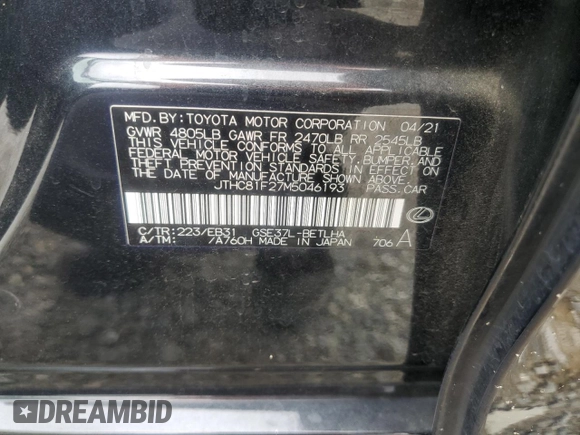 MFD. BY: TOYOTA MOTOR CORPORATION 04/21
GVWR 4805LB GAWR FR 2470LB RR 2545LB
THIS VEHICLE CONFORMS TO ALL APPLICABLE
FEDERAL MOTOR VEHICLE SAFETY, BUMPER, AND
THEFT PREVENTION STANDARDS IN EFFECT ON
THE DATE OF MANUFACTURE SHOWN ABOVE.
JTHC81F27M5046193 PASS.CAR
C/TR: 223/EB31 GSE37L-BETLHA
A/TM: /A760H MADE IN JAPAN 706 A
DREAMBID